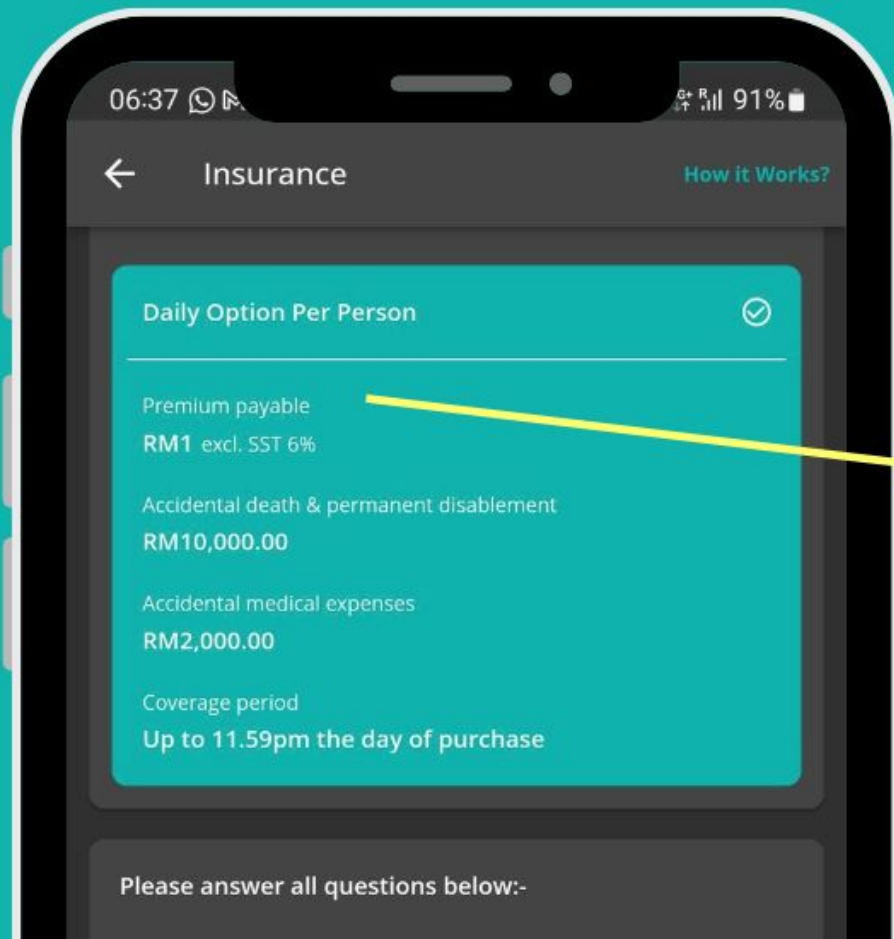 06:37
91%
Insurance
How it Works?
Daily Option Per Person
Premium payable
RM1 excl. SST 6%
Accidental death & permanent disablement
RM10,000.00
Accidental medical expenses
RM2,000.00
Coverage period
Up to 11.59pm the day of purchase
Please answer all questions below:-